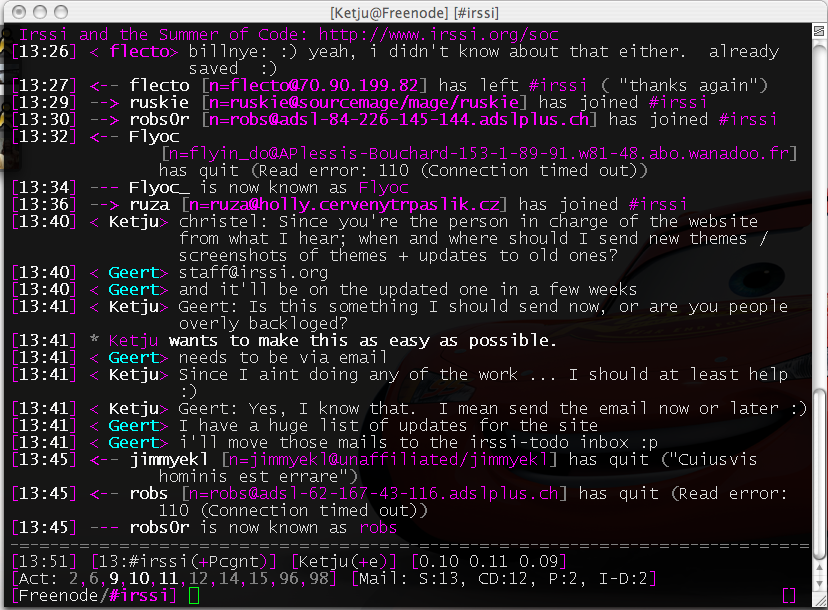 [Ketju@Freenode] [#irssi]
Irssi and the Summer of Code: http://www.irssi.org/soc
[13:26] < flecto> billnye: :) yeah, i didn't know about that either.  already
saved  :)
[13:27] <-- flecto [n=flecto@70.90.199.82] has left #irssi ( "thanks again")
[13:29] --> ruskie [n=ruskie@sourcemage/mage/ruskie] has joined #irssi
[13:30] --> robs0r [n=robs@adsl-84-226-145-144.adslplus.ch] has joined #irssi
[13:32] <-- Flyoc
[n=flyin_do@APlessis-Bouchard-153-1-89-91.w81-48.abo.wanadoo.fr]
has quit (Read error: 110 (Connection timed out))
[13:34] --- Flyoc_ is now known as Flyoc
[13:36] --> ruza [n=ruza@holly.cervenytrpaslik.cz] has joined #irssi
[13:40] < Ketju> christel: Since you're the person in charge of the website
from what I hear; when and where should I send new themes /
screenshots of themes + updates to old ones?
[13:40] < Geert> staff@irssi.org
[13:40] < Geert> and it'll be on the updated one in a few weeks
[13:41] < Ketju> Geert: Is this something I should send now, or are you people
overly backloged?
[13:41] * Ketju wants to make this as easy as possible.
[13:41] < Geert> needs to be via email
[13:41] < Ketju> Since I aint doing any of the work ... I should at least help
:)
[13:41] < Ketju> Geert: Yes, I know that.  I mean send the email now or later :)
[13:41] < Geert> I have a huge list of updates for the site
[13:41] < Geert> i'll move those mails to the irssi-todo inbox :p
[13:45] <-- jimmyekl [n=jimmyekl@unaffiliated/jimmyekl] has quit ("Cuiusvis
hominis est errare")
[13:45] <-- robs [n=robs@adsl-62-167-43-116.adslplus.ch] has quit (Read error:
110 (Connection timed out))
[13:45] --- robs0r is now known as robs
[13:51] [13:#irssi(+Pcgnt)] [Ketju(+e)] [0.10 0.11 0.09]
[Act: 2,6,9,10,11,12,14,15,96,98] [Mail: S:13, CD:12, P:2, I-D:2]
[Freenode/#irssi] []